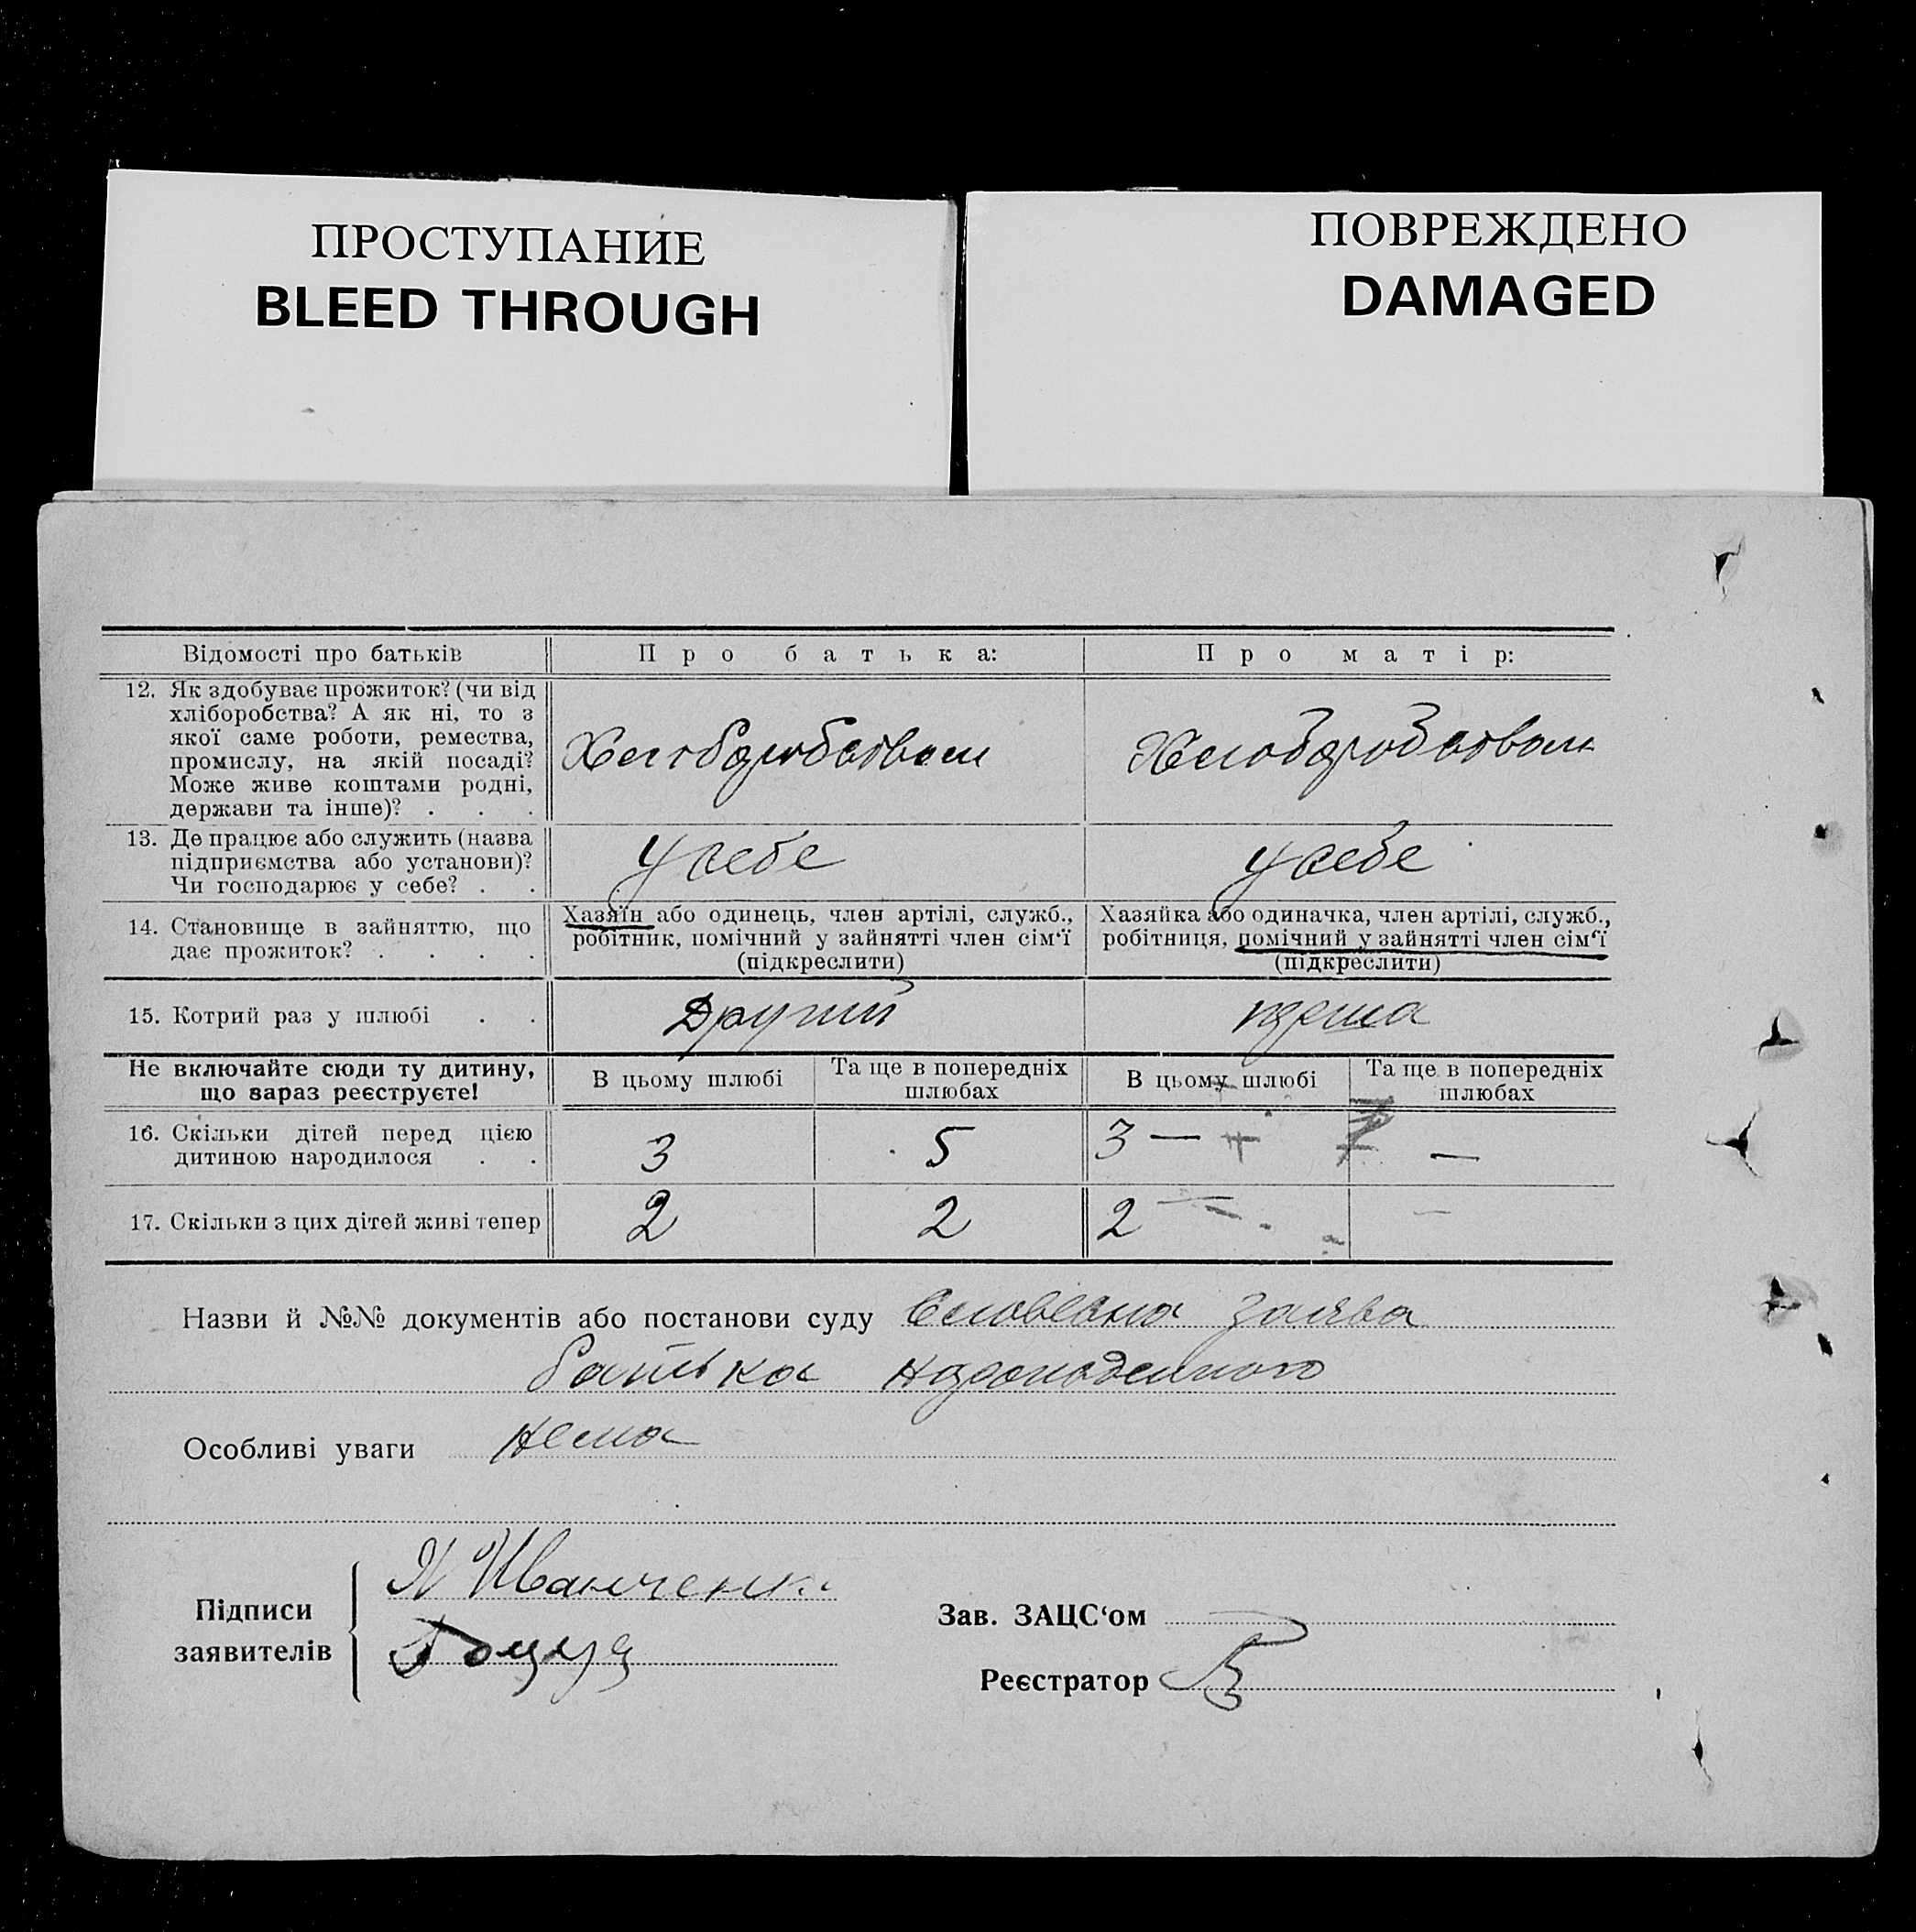 ПРОСТУПАНИЕ
BLEED THROUGH
ПОВРЕЖДЕНО
DAMAGED
Відомості про батьків
Про батька:
Про матір:
12. Як здобуває прожиток? (чи від
хліборобства? А як ні, то з
якої саме роботи, ремества,
промислу, на якій посаді?
Може живе коштами родні,
держави та інше)? . . .
Хліборобством
Хліборобством
13. Де працює або служить (назва
підприємства або установи)?
Чи господарює у себе? . .
У себе
у себе
14. Становище в зайняттю, що
дає прожиток? . . . .
Хазяїн або одинець, член артілі, служб.,
робітник, помічний у зайнятті член сім‘ї
(підкреслити)
Хазяйка або одиначка, член артілі, служб.,
робітниця, помічний у зайнятті член сім‘ї
(підкреслити)
15. Котрий раз у шлюбі . .
Другий
перша
Не включайте сюди ту дитину,
що зараз реєструєте!
В цьому шлюбі
Та ще в попередніх
шлюбах
В цьому шлюбі
Та ще в попередніх
шлюбах
16. Скільки дітей перед цією
дитиною народилося . .
3
5
3 —
—
17. Скільки з цих дітей живі тепер
2
2
2
—
Назви й №№ документів або постанови суду Словесна заява
батька
Особливі уваги нема
Підписи
заявителів
Иванченко
Зав. ЗАЦС‘ом
Реєстратор